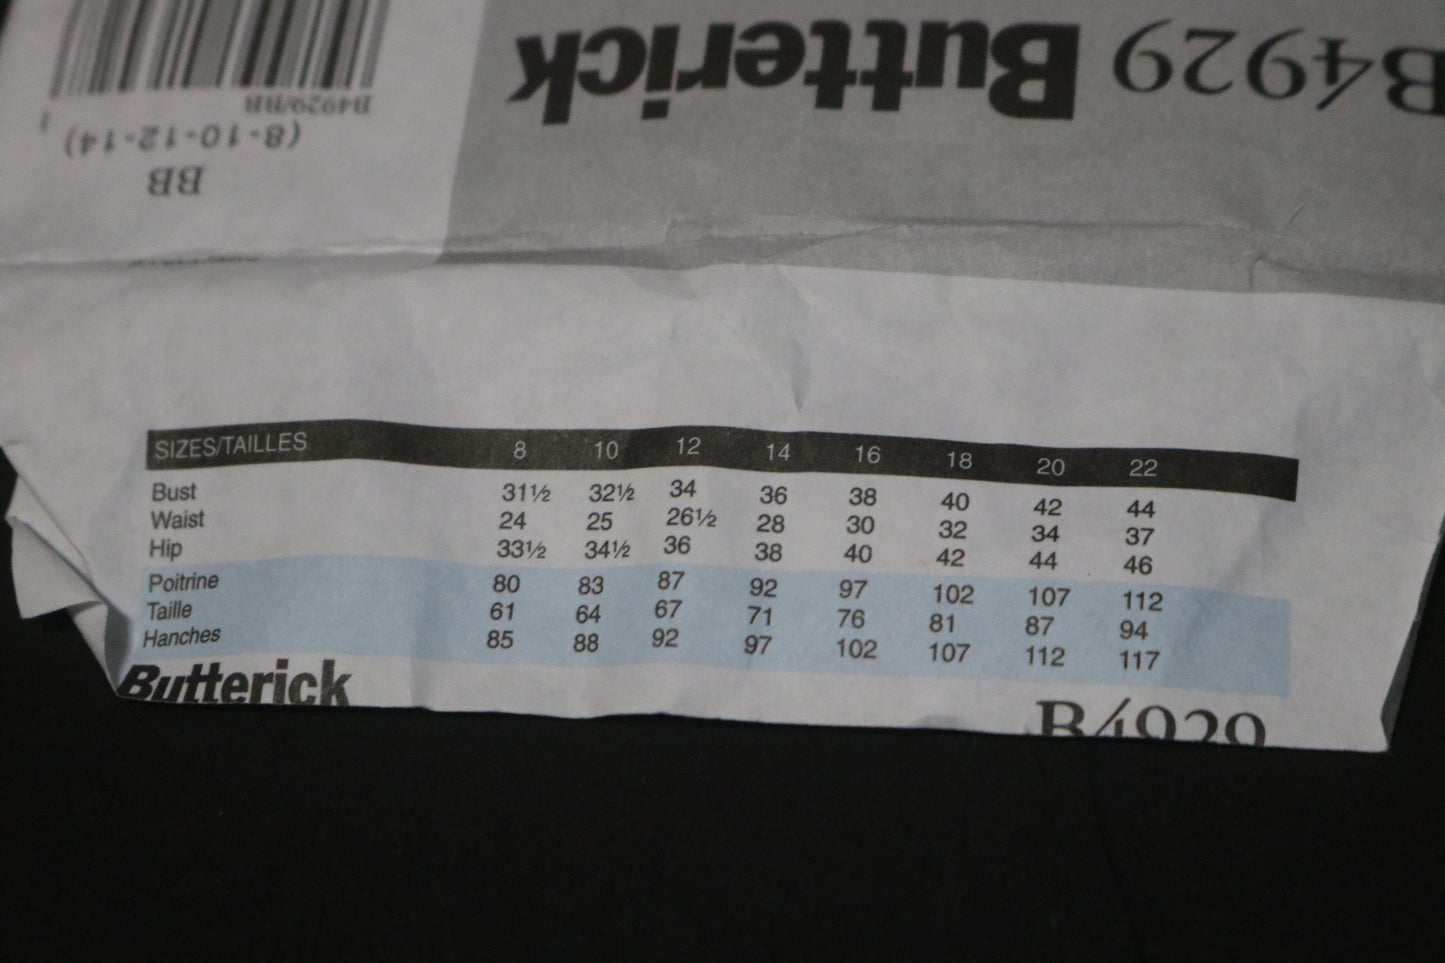 B4929 Butterick
B4929/BB
(8-10-12-14)
BB
SIZES/TAILLES 8 10 12 14 16 18 20 22
Bust 31½ 32½ 34 36 38 40 42 44
Waist 24 25 26½ 28 30 32 34 37
Hip 33½ 34½ 36 38 40 42 44 46
Poitrine 80 83 87 92 97 102 107 112
Taille 61 64 67 71 76 81 87 94
Hanches 85 88 92 97 102 107 112 117
Butterick B4929